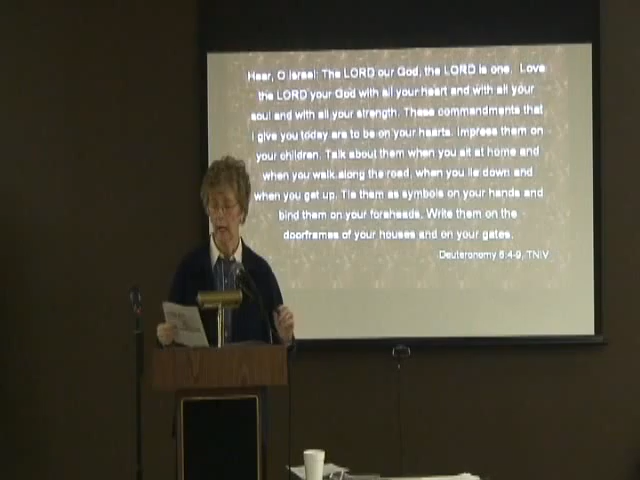 Hear, O Israel: The LORD our God, the LORD is one. Love
the LORD your God with all your heart and with all your
soul and with all your strength. These commandments that
I give you today are to be on your hearts. Impress them on
your children. Talk about them when you sit at home and
when you walk along the road, when you lie down and
when you get up. Tie them as symbols on your hands and
bind them on your foreheads. Write them on the
doorframes of your houses and on your gates.
Deuteronomy 6:4-9, TNIV